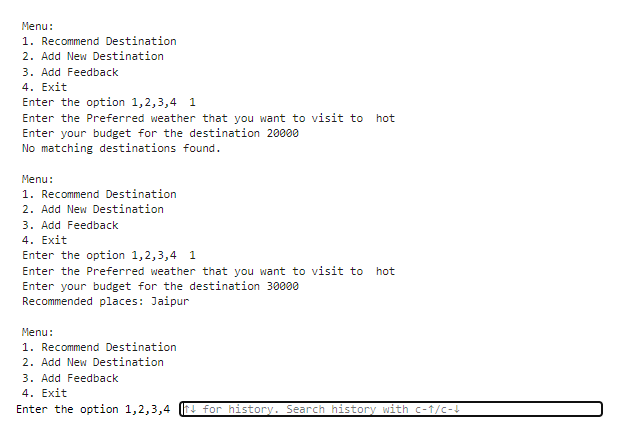 Menu:
1. Recommend Destination
2. Add New Destination
3. Add Feedback
4. Exit
Enter the option 1,2,3,4  1
Enter the Preferred weather that you want to visit to  hot
Enter your budget for the destination 20000
No matching destinations found.

Menu:
1. Recommend Destination
2. Add New Destination
3. Add Feedback
4. Exit
Enter the option 1,2,3,4  1
Enter the Preferred weather that you want to visit to  hot
Enter your budget for the destination 30000
Recommended places: Jaipur

Menu:
1. Recommend Destination
2. Add New Destination
3. Add Feedback
4. Exit
Enter the option 1,2,3,4  ↑↓ for history. Search history with c-↑/c-↓